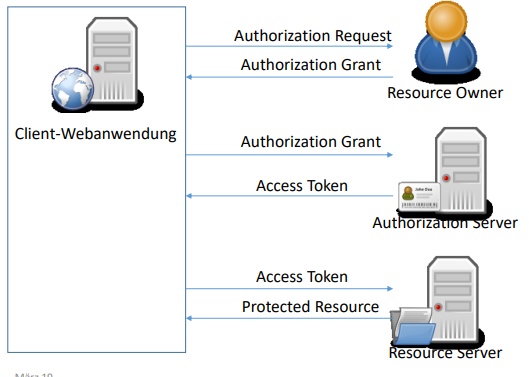 Authorization Request
Authorization Grant
Resource Owner
Client-Webanwendung
Authorization Grant
Access Token
John Doe
Authorization Server
Access Token
Protected Resource
Resource Server
März 19